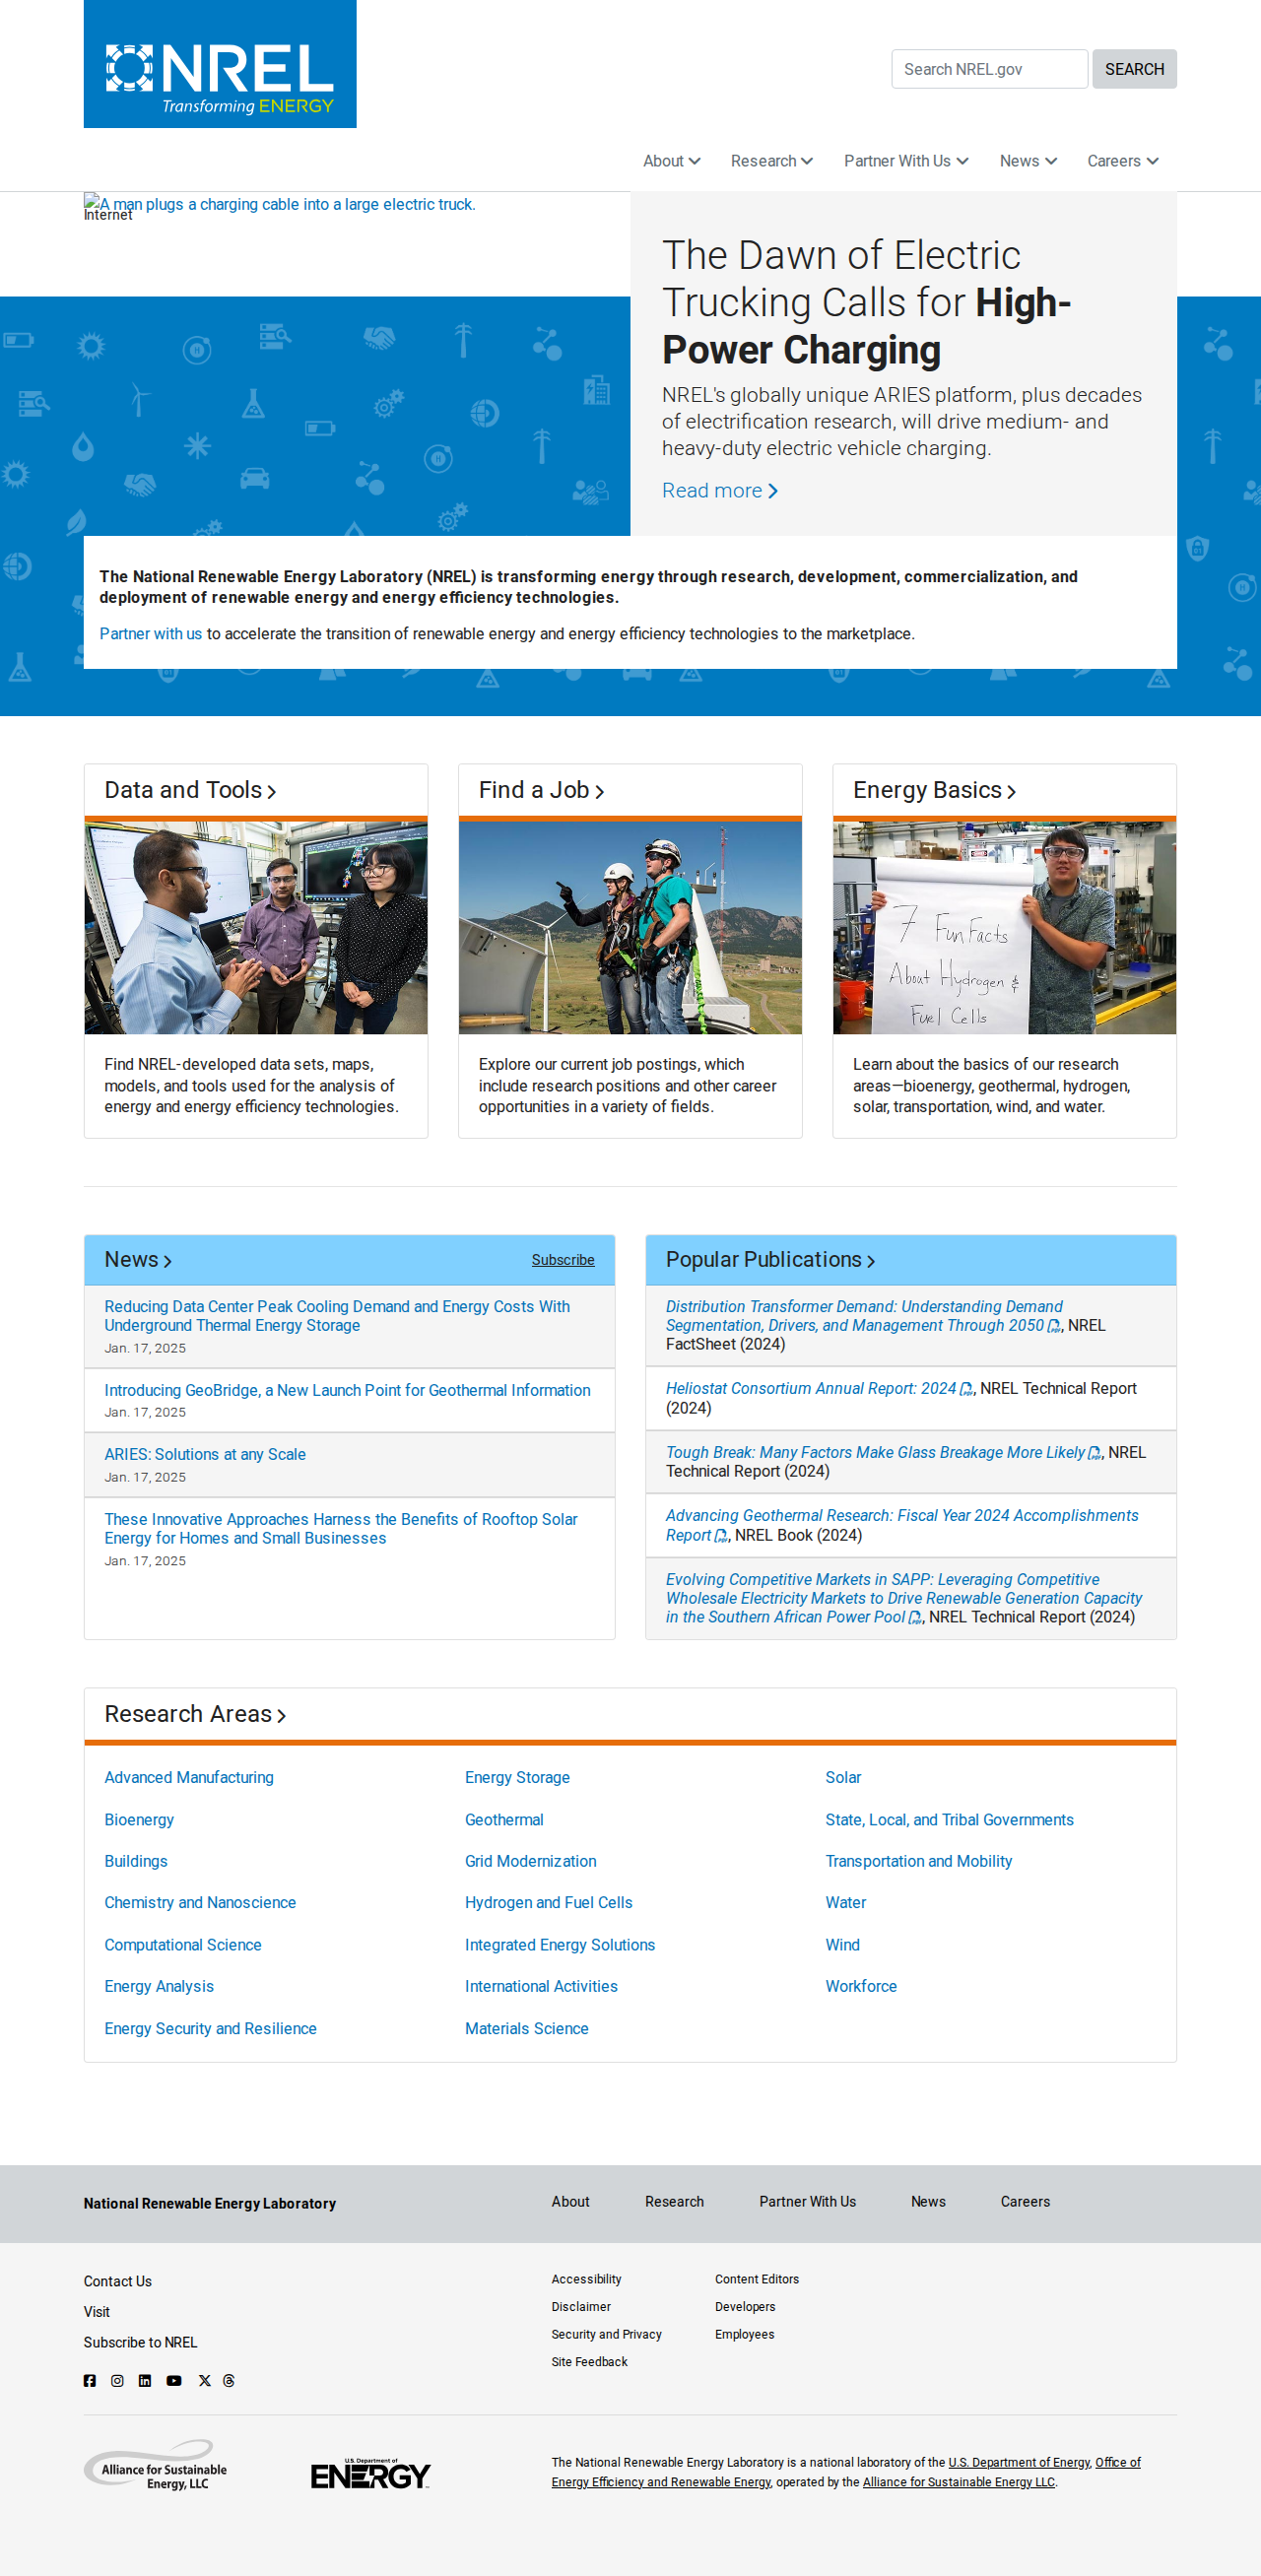 NREL
Transforming ENERGY
Search NREL.gov
SEARCH
About
Research
Partner With Us
News
Careers
A man plugs a charging cable into a large electric truck.
Internet
The Dawn of Electric
Trucking Calls for High-
Power Charging
NREL's globally unique ARIES platform, plus decades
of electrification research, will drive medium- and
heavy-duty electric vehicle charging.
Read more
The National Renewable Energy Laboratory (NREL) is transforming energy through research, development, commercialization, and
deployment of renewable energy and energy efficiency technologies.
Partner with us to accelerate the transition of renewable energy and energy efficiency technologies to the marketplace.
Data and Tools
Find NREL-developed data sets, maps,
models, and tools used for the analysis of
energy and energy efficiency technologies.
Find a Job
Explore our current job postings, which
include research positions and other career
opportunities in a variety of fields.
Energy Basics
7 Fun Facts
About Hydrogen &
Fuel Cells
Learn about the basics of our research
areas—bioenergy, geothermal, hydrogen,
solar, transportation, wind, and water.
News
Subscribe
Reducing Data Center Peak Cooling Demand and Energy Costs With
Underground Thermal Energy Storage
Jan. 17, 2025
Introducing GeoBridge, a New Launch Point for Geothermal Information
Jan. 17, 2025
ARIES: Solutions at any Scale
Jan. 17, 2025
These Innovative Approaches Harness the Benefits of Rooftop Solar
Energy for Homes and Small Businesses
Jan. 17, 2025
Popular Publications
Distribution Transformer Demand: Understanding Demand
Segmentation, Drivers, and Management Through 2050, NREL
FactSheet (2024)
Heliostat Consortium Annual Report: 2024, NREL Technical Report
(2024)
Tough Break: Many Factors Make Glass Breakage More Likely, NREL
Technical Report (2024)
Advancing Geothermal Research: Fiscal Year 2024 Accomplishments
Report, NREL Book (2024)
Evolving Competitive Markets in SAPP: Leveraging Competitive
Wholesale Electricity Markets to Drive Renewable Generation Capacity
in the Southern African Power Pool, NREL Technical Report (2024)
Research Areas
Advanced Manufacturing
Bioenergy
Buildings
Chemistry and Nanoscience
Computational Science
Energy Analysis
Energy Security and Resilience
Energy Storage
Geothermal
Grid Modernization
Hydrogen and Fuel Cells
Integrated Energy Solutions
International Activities
Materials Science
Solar
State, Local, and Tribal Governments
Transportation and Mobility
Water
Wind
Workforce
National Renewable Energy Laboratory
About
Research
Partner With Us
News
Careers
Contact Us
Visit
Subscribe to NREL
Accessibility
Disclaimer
Security and Privacy
Site Feedback
Content Editors
Developers
Employees
Alliance for Sustainable
Energy, LLC
U.S. Department of
ENERGY
The National Renewable Energy Laboratory is a national laboratory of the U.S. Department of Energy, Office of
Energy Efficiency and Renewable Energy, operated by the Alliance for Sustainable Energy LLC.